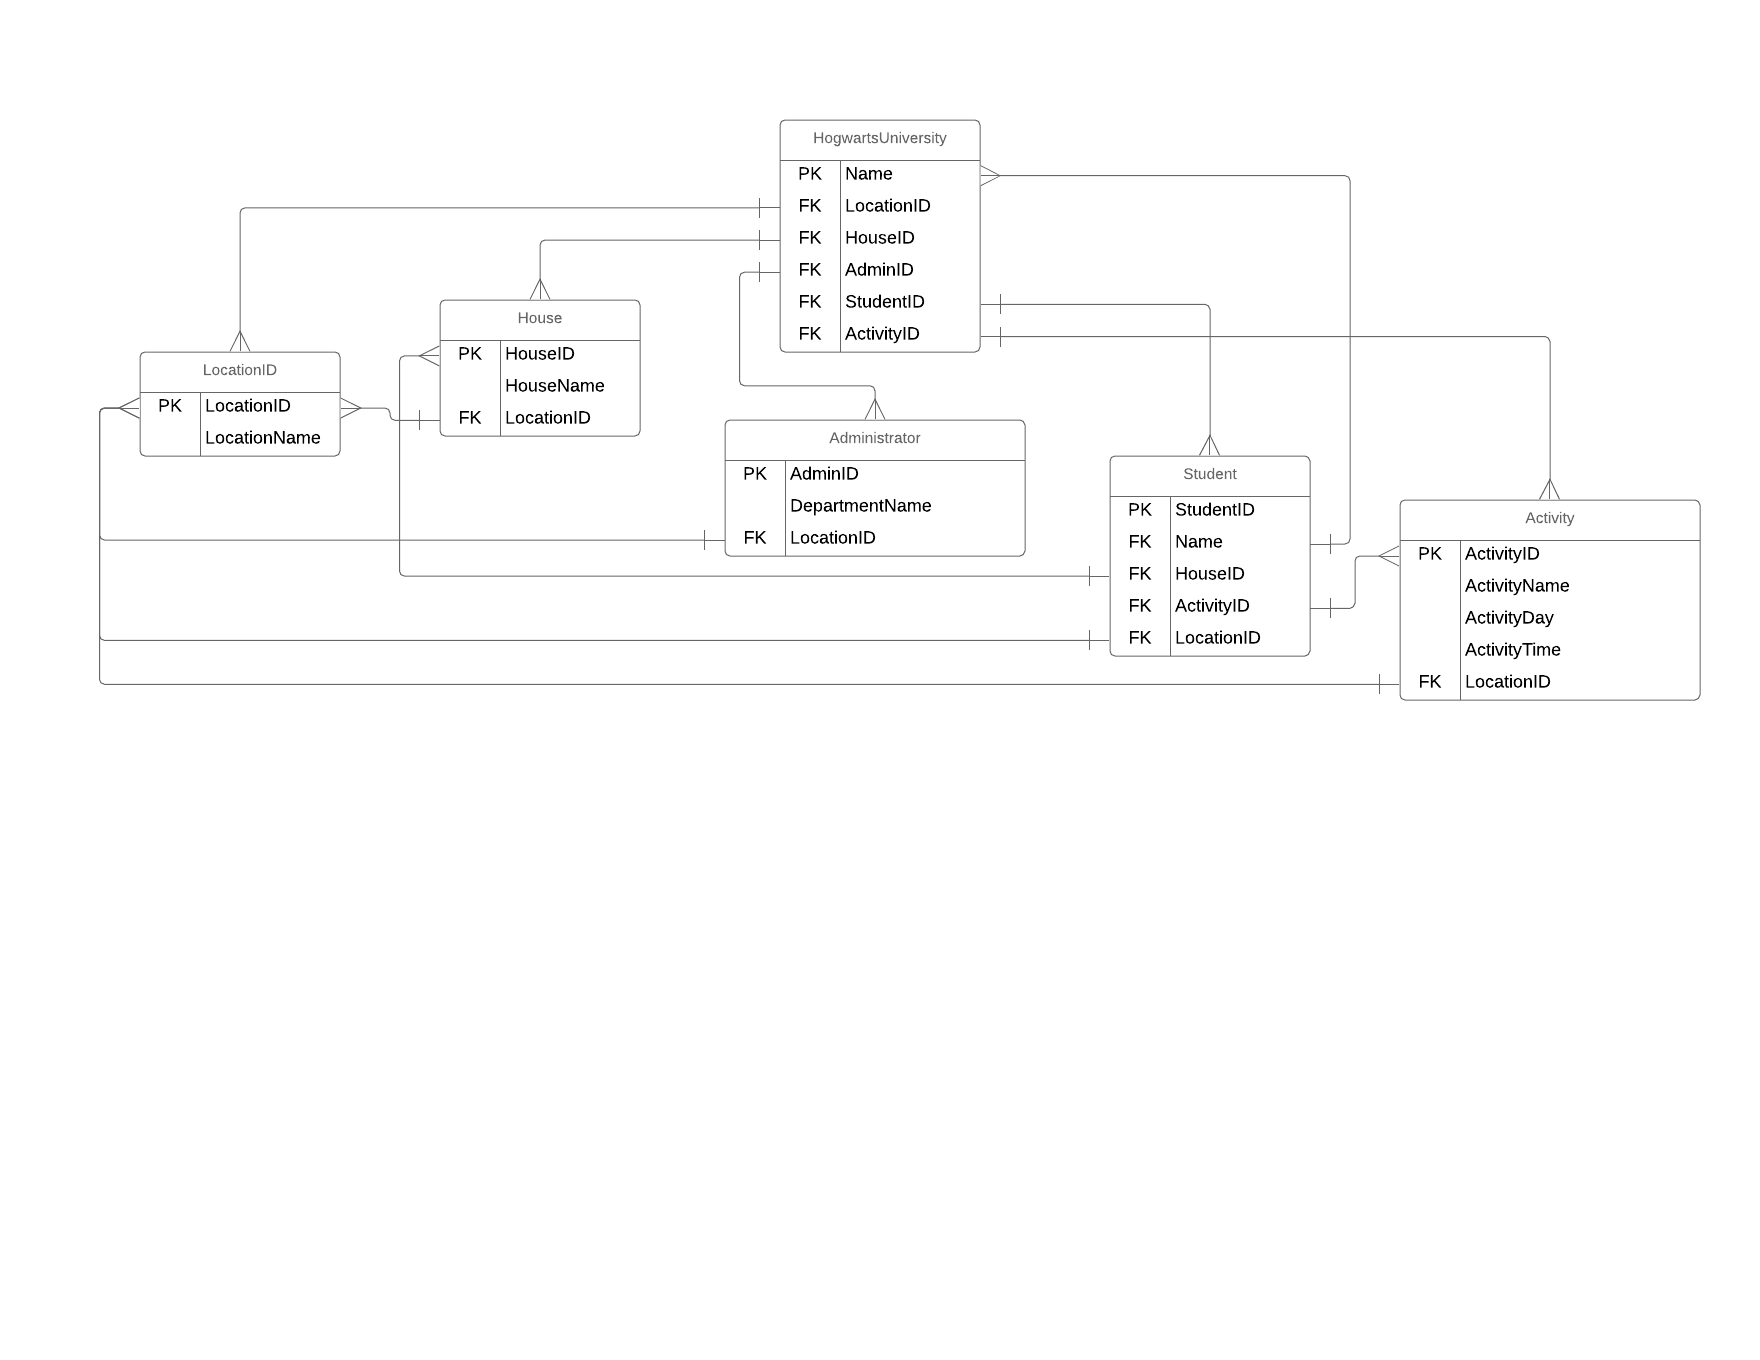 HogwartsUniversity
PK Name
FK LocationID
FK HouseID
FK AdminID
FK StudentID
FK ActivityID
House
PK HouseID
HouseName
FK LocationID
LocationID
PK LocationID
LocationName
Administrator
PK AdminID
DepartmentName
FK LocationID
Student
PK StudentID
FK Name
FK HouseID
FK ActivityID
FK LocationID
Activity
PK ActivityID
ActivityName
ActivityDay
ActivityTime
FK LocationID